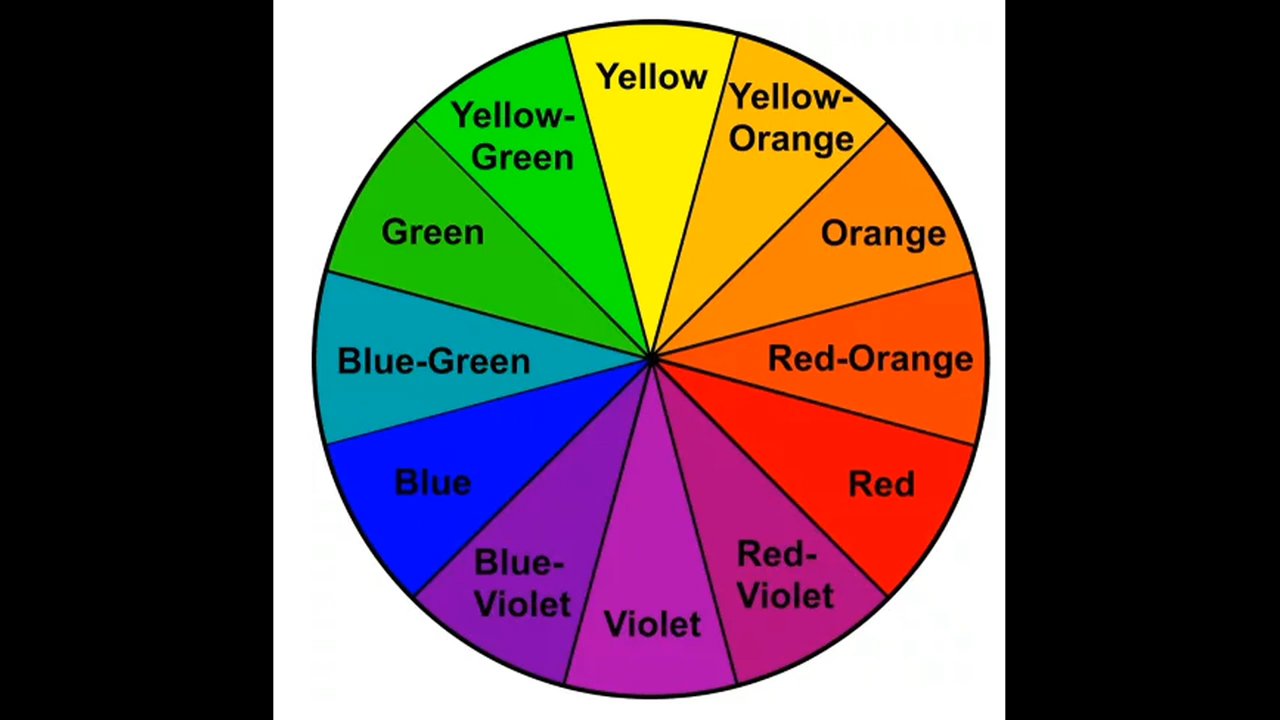 Yellow
Yellow-
Orange
Orange
Red-Orange
Red
Red-
Violet
Violet
Blue-
Violet
Blue
Blue-Green
Green
Yellow-
Green